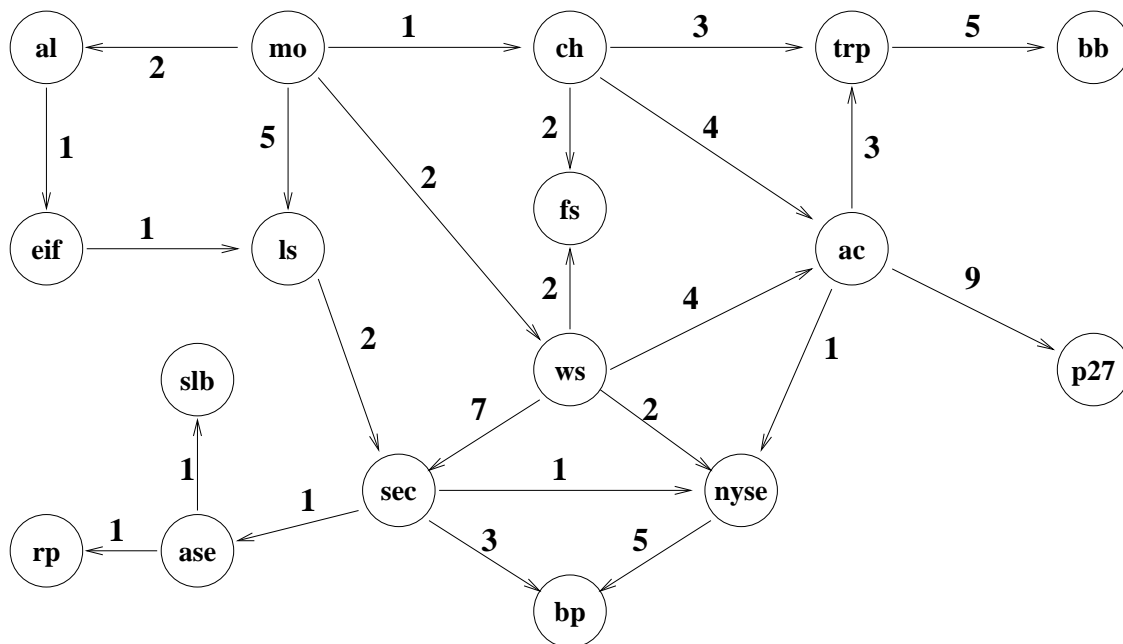 al mo ch trp bb
2 1 3 5
1 5 2 2 4 3
eif 1 ls fs ac
2 2 4 9
slb ws 1 p27
7 2
1 sec 1 nyse
rp 1 ase 1 3 5
bp